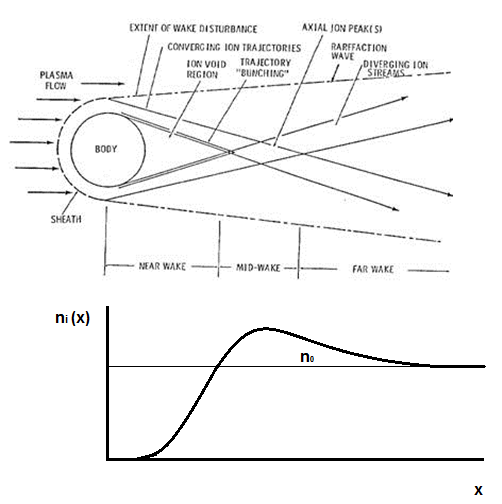 EXTENT OF WAKE DISTURBANCE
AXIAL ION PEAK(S)
CONVERGING ION TRAJECTORIES
RAREFACTION
WAVE
ION VOID
REGION
TRAJECTORY
"BUNCHING"
DIVERGING ION
STREAMS
PLASMA
FLOW
BODY
SHEATH
NEAR WAKE
MID-WAKE
FAR WAKE
ni (x)
n0
x